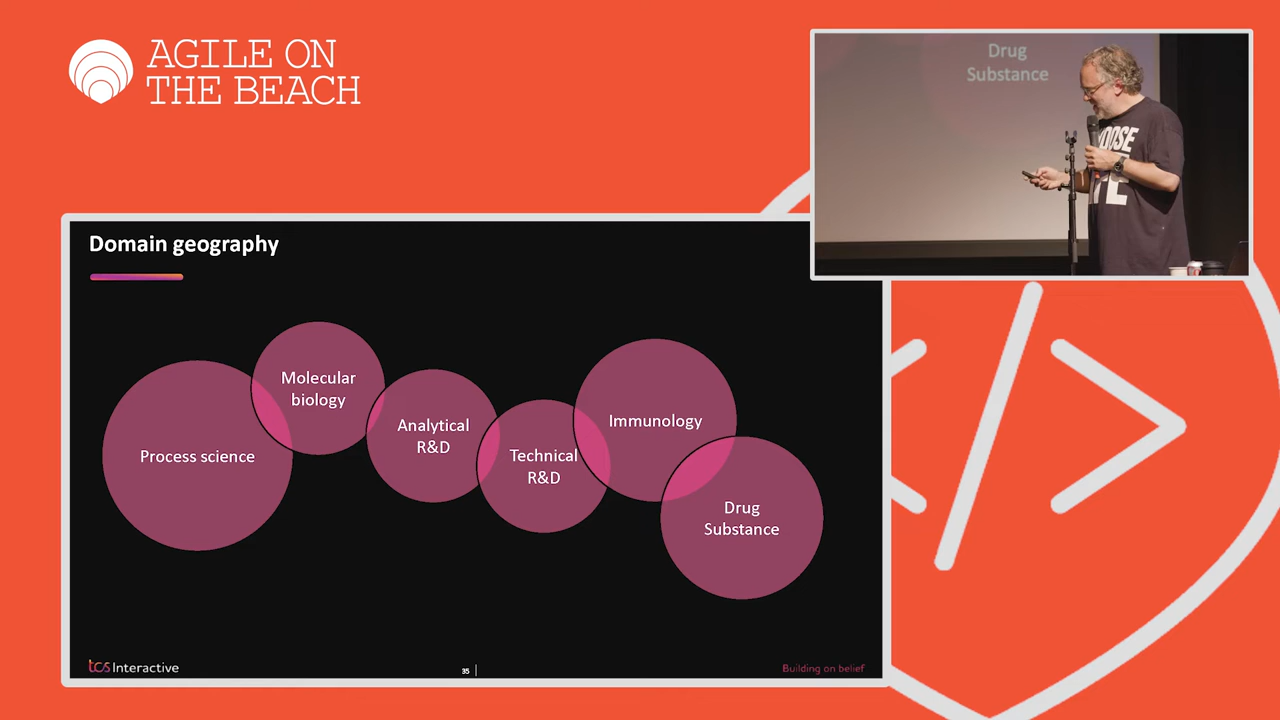 AGILE ON
THE BEACH
Drug
Substance
Domain geography
Process science
Molecular
biology
Analytical
R&D
Technical
R&D
Immunology
Drug
Substance
tcs Interactive
35
Building on belief